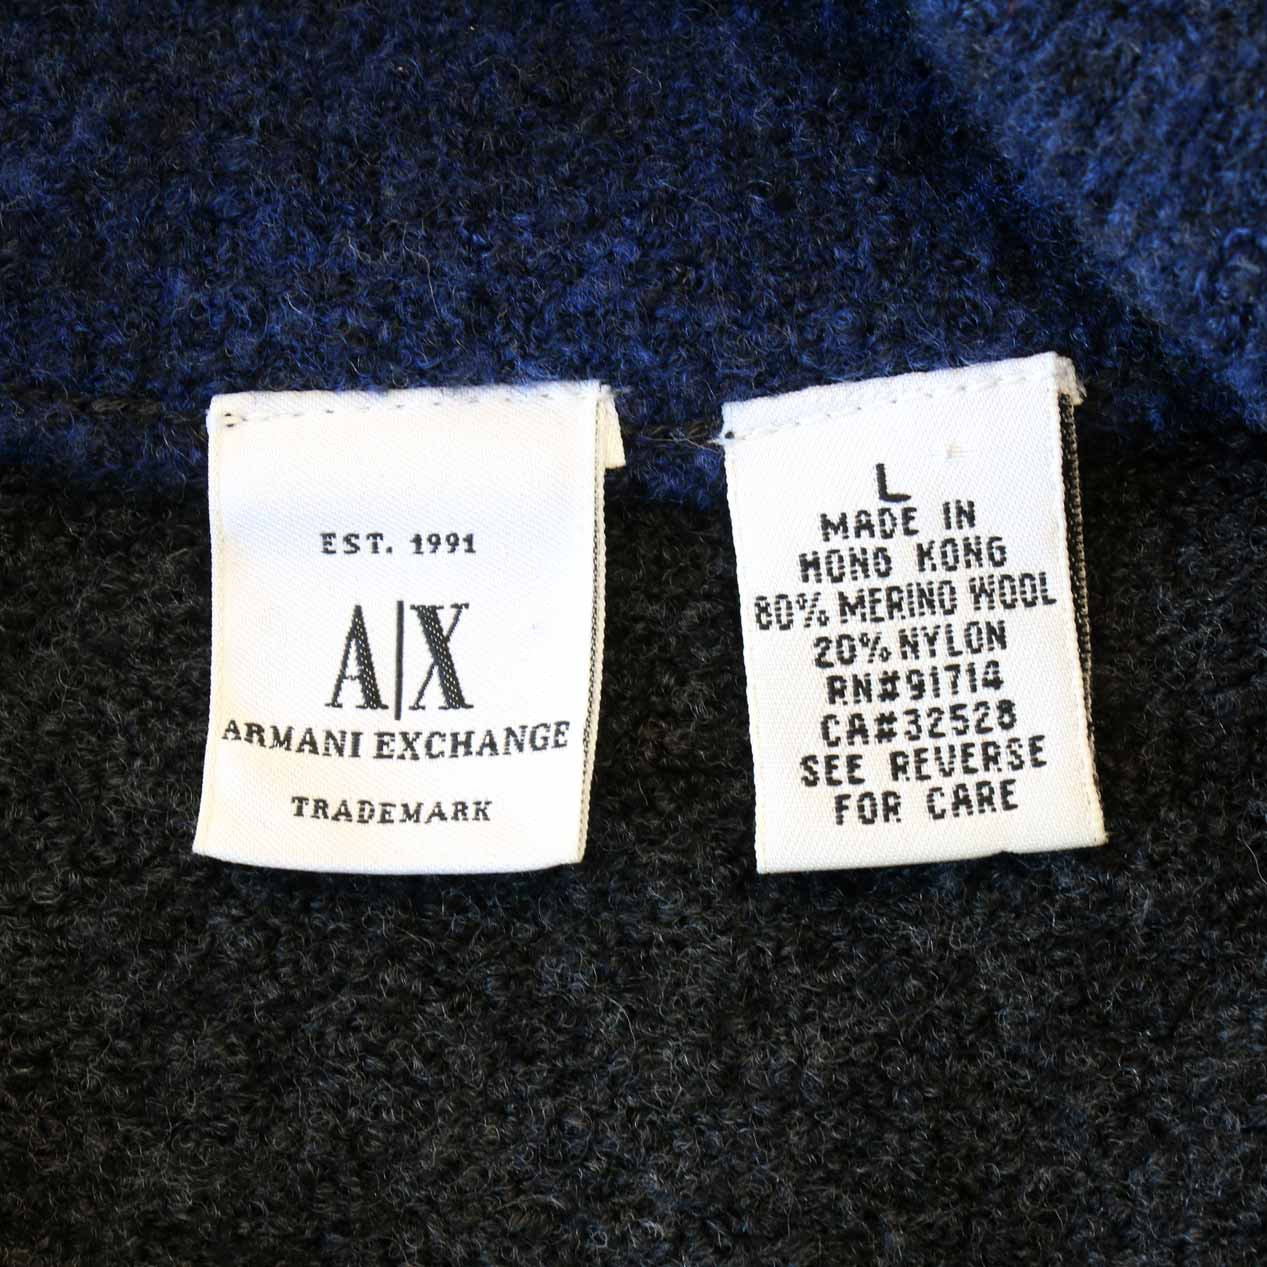 EST. 1991
A|X
ARMANI EXCHANGE
TRADEMARK
L
MADE IN
HONG KONG
80% MERINO WOOL
20% NYLON
RN#91714
CA#32528
SEE REVERSE
FOR CARE